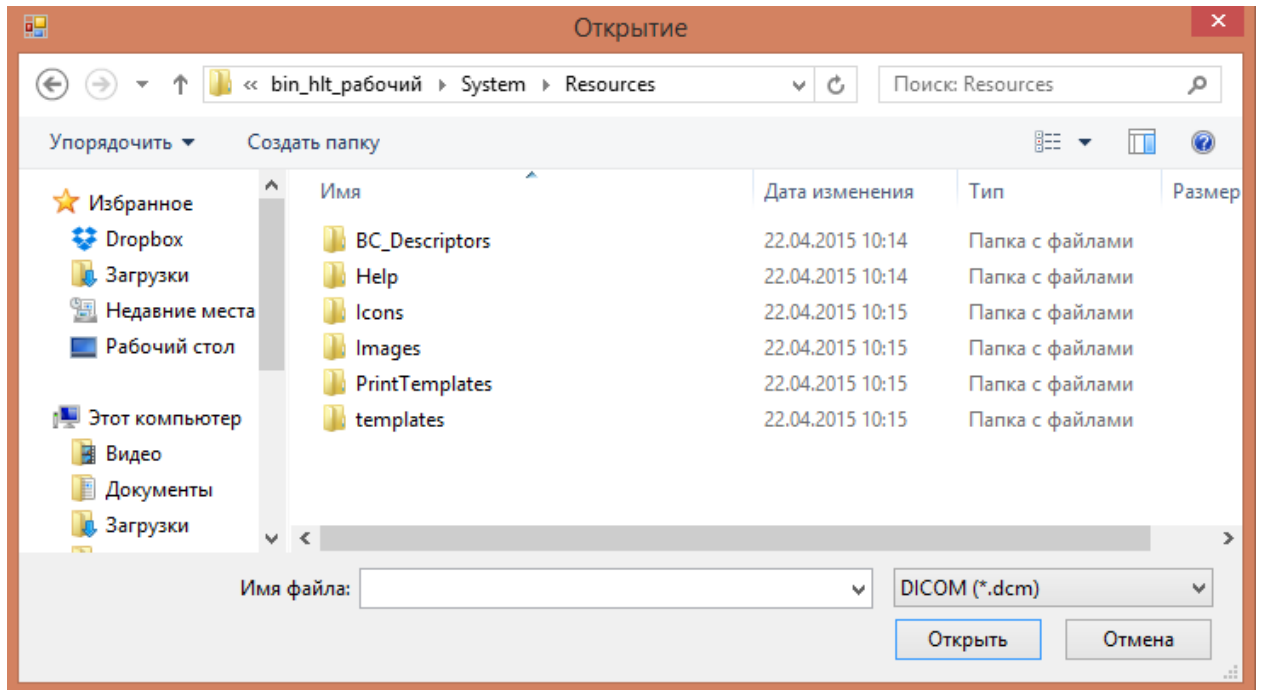 Открытие
« bin_hlt_рабочий System Resources
Поиск: Resources
Упорядочить Создать папку
Имя Дата изменения Тип Размер
Избранное
Dropbox
Загрузки
Недавние места
Рабочий стол
Этот компьютер
Видео
Документы
Загрузки
BC_Descriptors 22.04.2015 10:14 Папка с файлами
Help 22.04.2015 10:14 Папка с файлами
Icons 22.04.2015 10:15 Папка с файлами
Images 22.04.2015 10:15 Папка с файлами
PrintTemplates 22.04.2015 10:15 Папка с файлами
templates 22.04.2015 10:15 Папка с файлами
Имя файла: DICOM (*.dcm)
Открыть Отмена